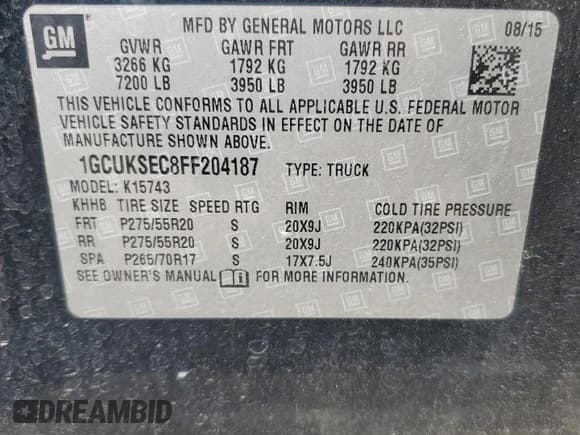 GM
MFD BY GENERAL MOTORS LLC 08/15
GVWR GAWR FRT GAWR RR
3266 KG 1792 KG 1792 KG
7200 LB 3950 LB 3950 LB
THIS VEHICLE CONFORMS TO ALL APPLICABLE U.S. FEDERAL MOTOR
VEHICLE SAFETY STANDARDS IN EFFECT ON THE DATE OF
MANUFACTURE SHOWN ABOVE.
1GCUKSEC8FF204187 TYPE: TRUCK
MODEL: K15743
KHHB TIRE SIZE SPEED RTG RIM COLD TIRE PRESSURE
FRT P275/55R20 S 20X9J 220KPA(32PSI)
RR P275/55R20 S 20X9J 220KPA(32PSI)
SPA P265/70R17 S 17X7.5J 240KPA(35PSI)
SEE OWNER'S MANUAL FOR MORE INFORMATION.
DREAMBID